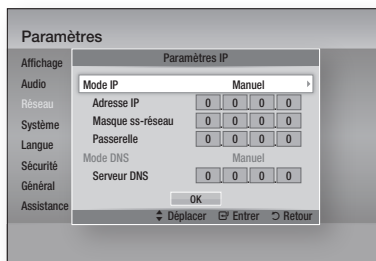 Paramètres
Affichage
Audio
Réseau
Système
Langue
Sécurité
Général
Assistance
Paramètres IP
Mode IP Manuel
Adresse IP 0 . 0 . 0 . 0
Masque ss-réseau 0 . 0 . 0 . 0
Passerelle 0 . 0 . 0 . 0
Mode DNS Manuel
Serveur DNS 0 . 0 . 0 . 0
OK
Déplacer Entrer Retour